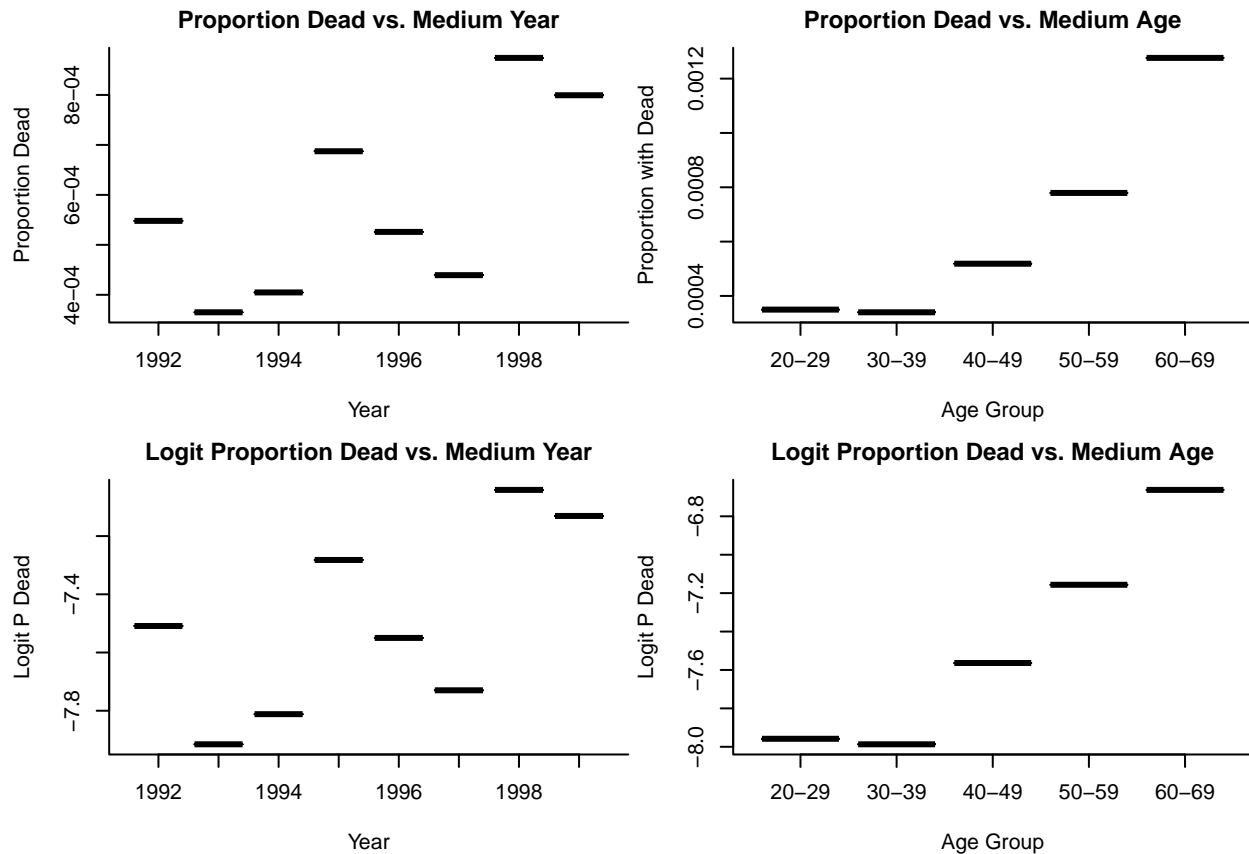 Proportion Dead vs. Medium Year
Proportion Dead
8e−04
6e−04
4e−04
1992
1994
1996
1998
Year
Proportion Dead vs. Medium Age
Proportion with Dead
0.0012
0.0008
0.0004
20−29
30−39
40−49
50−59
60−69
Age Group
Logit Proportion Dead vs. Medium Year
Logit P Dead
−7.4
−7.8
1992
1994
1996
1998
Year
Logit Proportion Dead vs. Medium Age
Logit P Dead
−6.8
−7.2
−7.6
−8.0
20−29
30−39
40−49
50−59
60−69
Age Group